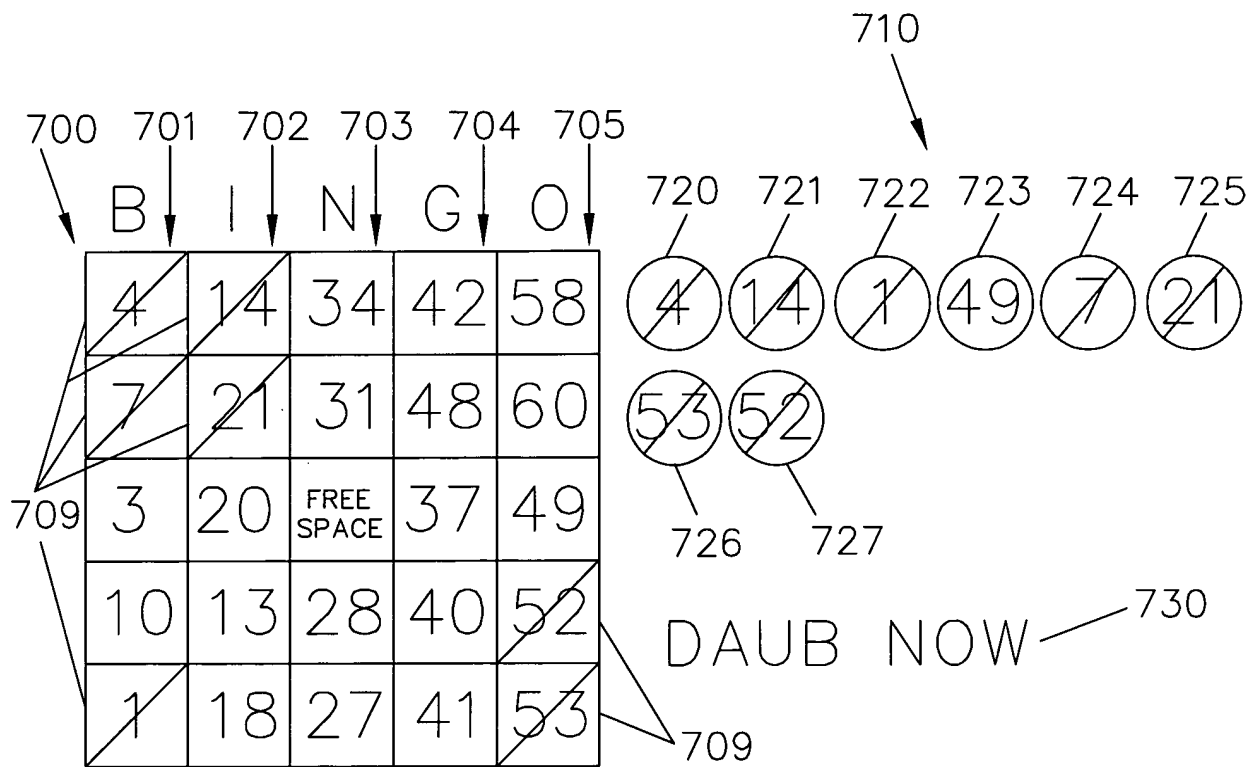 710
700 701 702 703 704 705
720 721 722 723 724 725
B I N G O
4 14 34 42 58
4 14 1 49 7 21
7 21 31 48 60
53 52
3 20 FREE SPACE 37 49
709
726 727
10 13 28 40 52
DAUB NOW 730
1 18 27 41 53
709